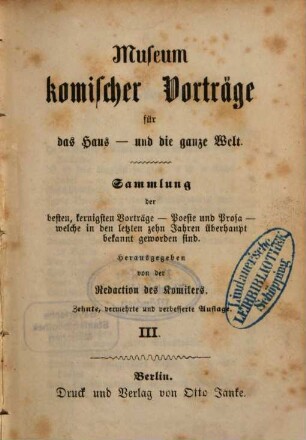 Museum
komischer Vorträge
für
das Haus — und die ganze Welt.
Sammlung
der
besten, kernigsten Vorträge — Poesie und Prosa —
welche in den letzten zehn Jahren überhaupt
bekannt geworden sind.
Herausgegeben
von der
Redaction des Komikers.
Zehnte, vermehrte und verbesserte Auflage.
III.
Berlin.
Druck und Verlag von Otto Janke.
LEIHBIBLIOTHEK